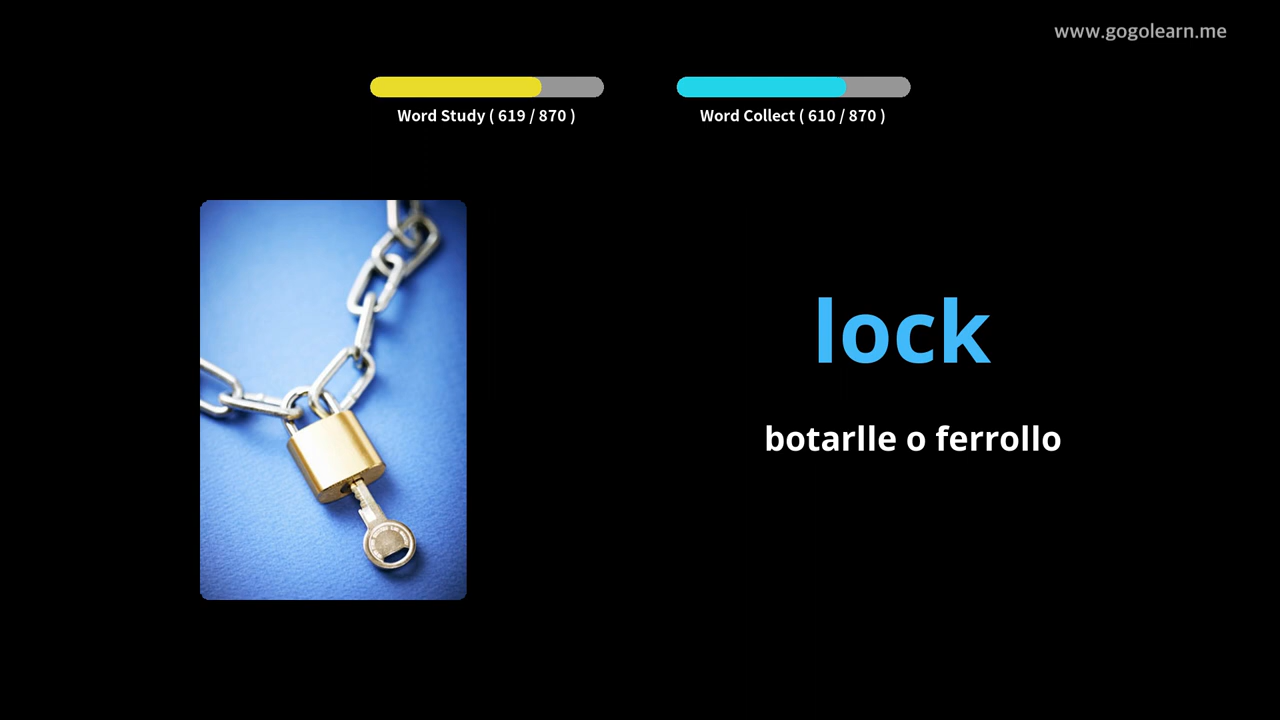 www.gogolearn.me
Word Study ( 619 / 870 )
Word Collect ( 610 / 870 )
lock
botarlle o ferrollo